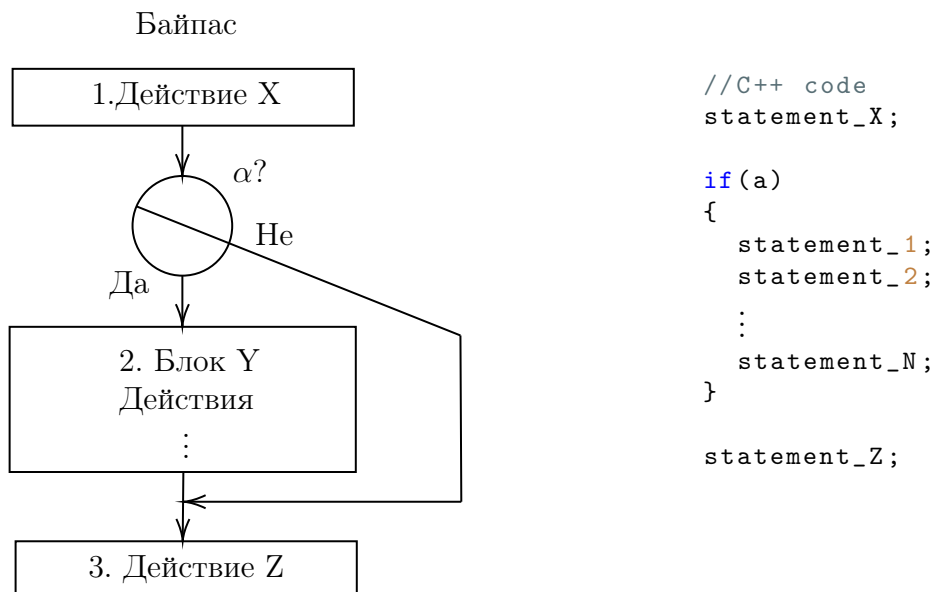 Байпас
1.Действие X
α?
Не
Да
2. Блок Y
Действия
⋮
3. Действие Z
//C++ code
statement_X;
if(a)
{
statement_1;
statement_2;
⋮
statement_N;
}
statement_Z;